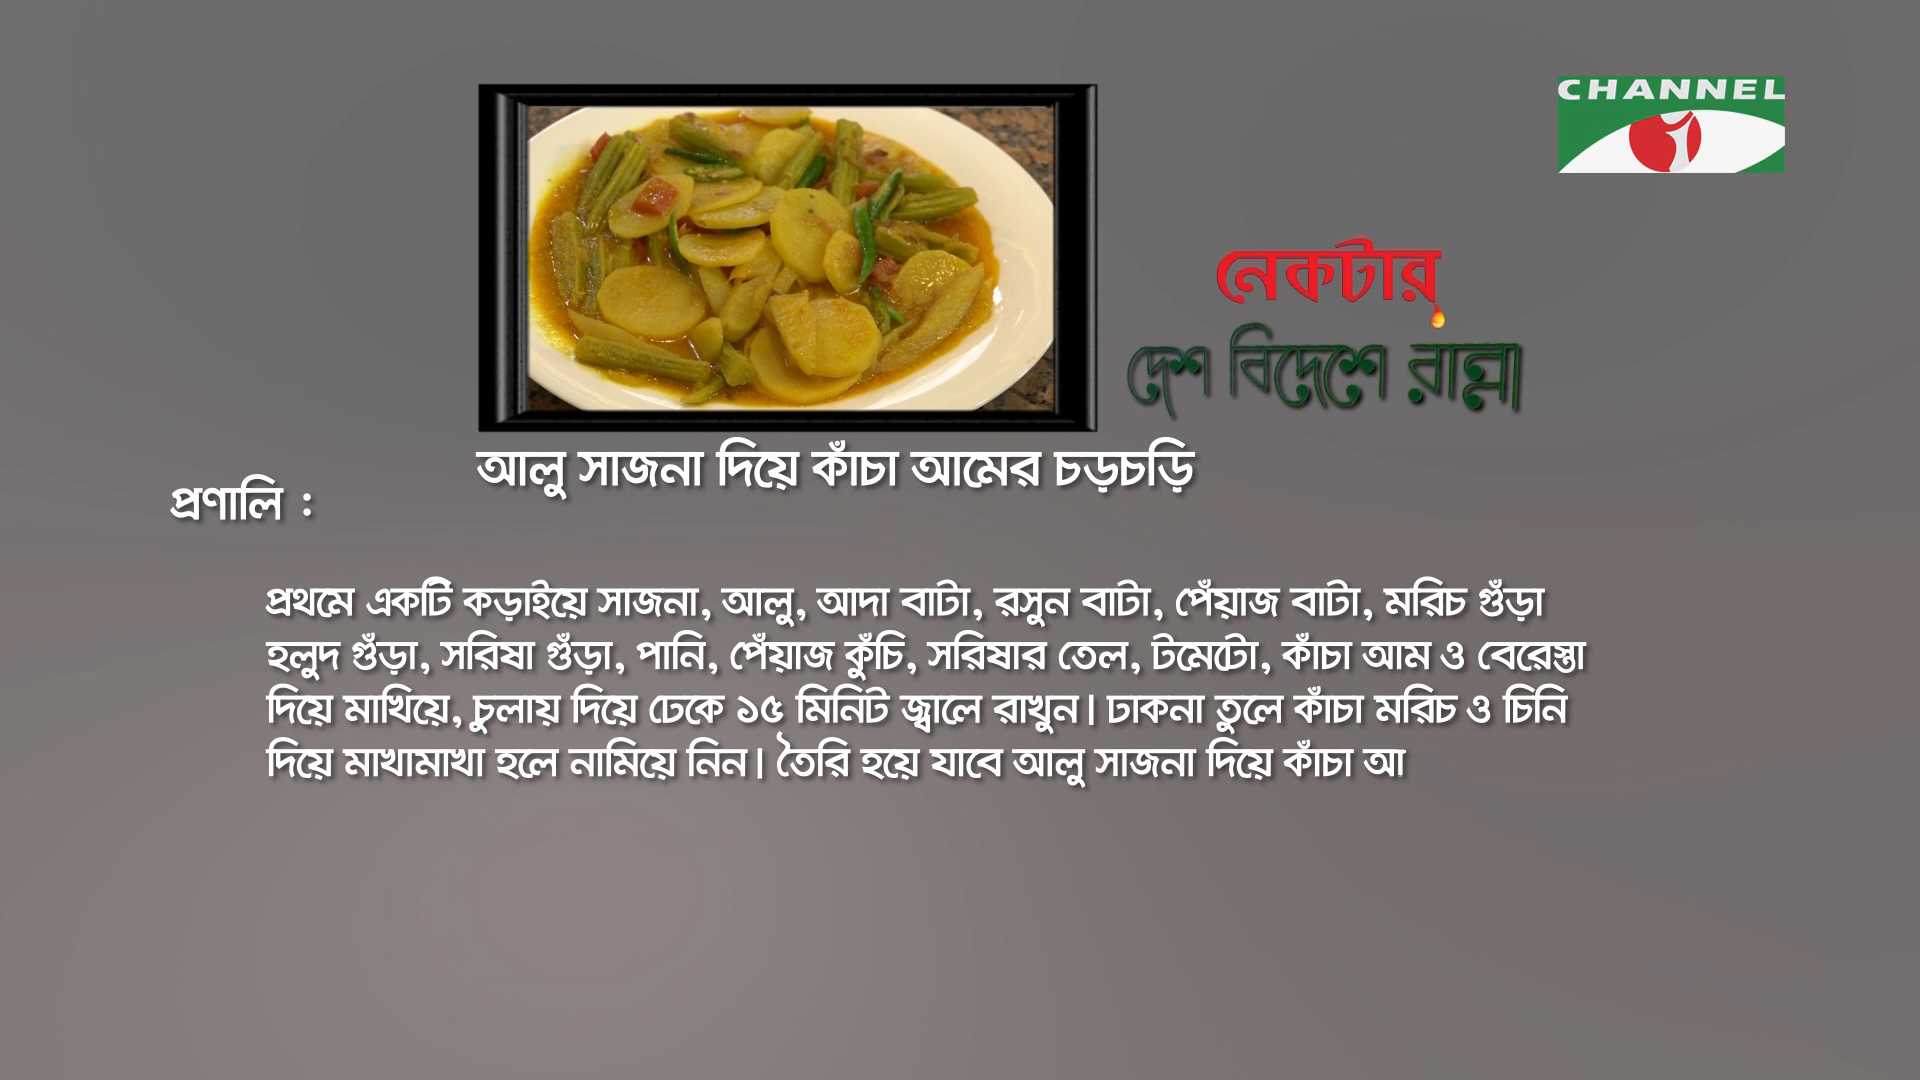 CHANNEL
নেকটার
দেশ বিদেশে রান্না
আলু সাজনা দিয়ে কাঁচা আমের চড়চড়ি
প্রণালি :
প্রথমে একটি কড়াইয়ে সাজনা, আলু, আদা বাটা, রসুন বাটা, পেঁয়াজ বাটা, মরিচ গুঁড়া
হলুদ গুঁড়া, সরিষা গুঁড়া, পানি, পেঁয়াজ কুঁচি, সরিষার তেল, টমেটো, কাঁচা আম ও বেরেস্তা
দিয়ে মাখিয়ে, চুলায় দিয়ে ঢেকে ১৫ মিনিট জ্বালে রাখুন। ঢাকনা তুলে কাঁচা মরিচ ও চিনি
দিয়ে মাখামাখা হলে নামিয়ে নিন। তৈরি হয়ে যাবে আলু সাজনা দিয়ে কাঁচা আ